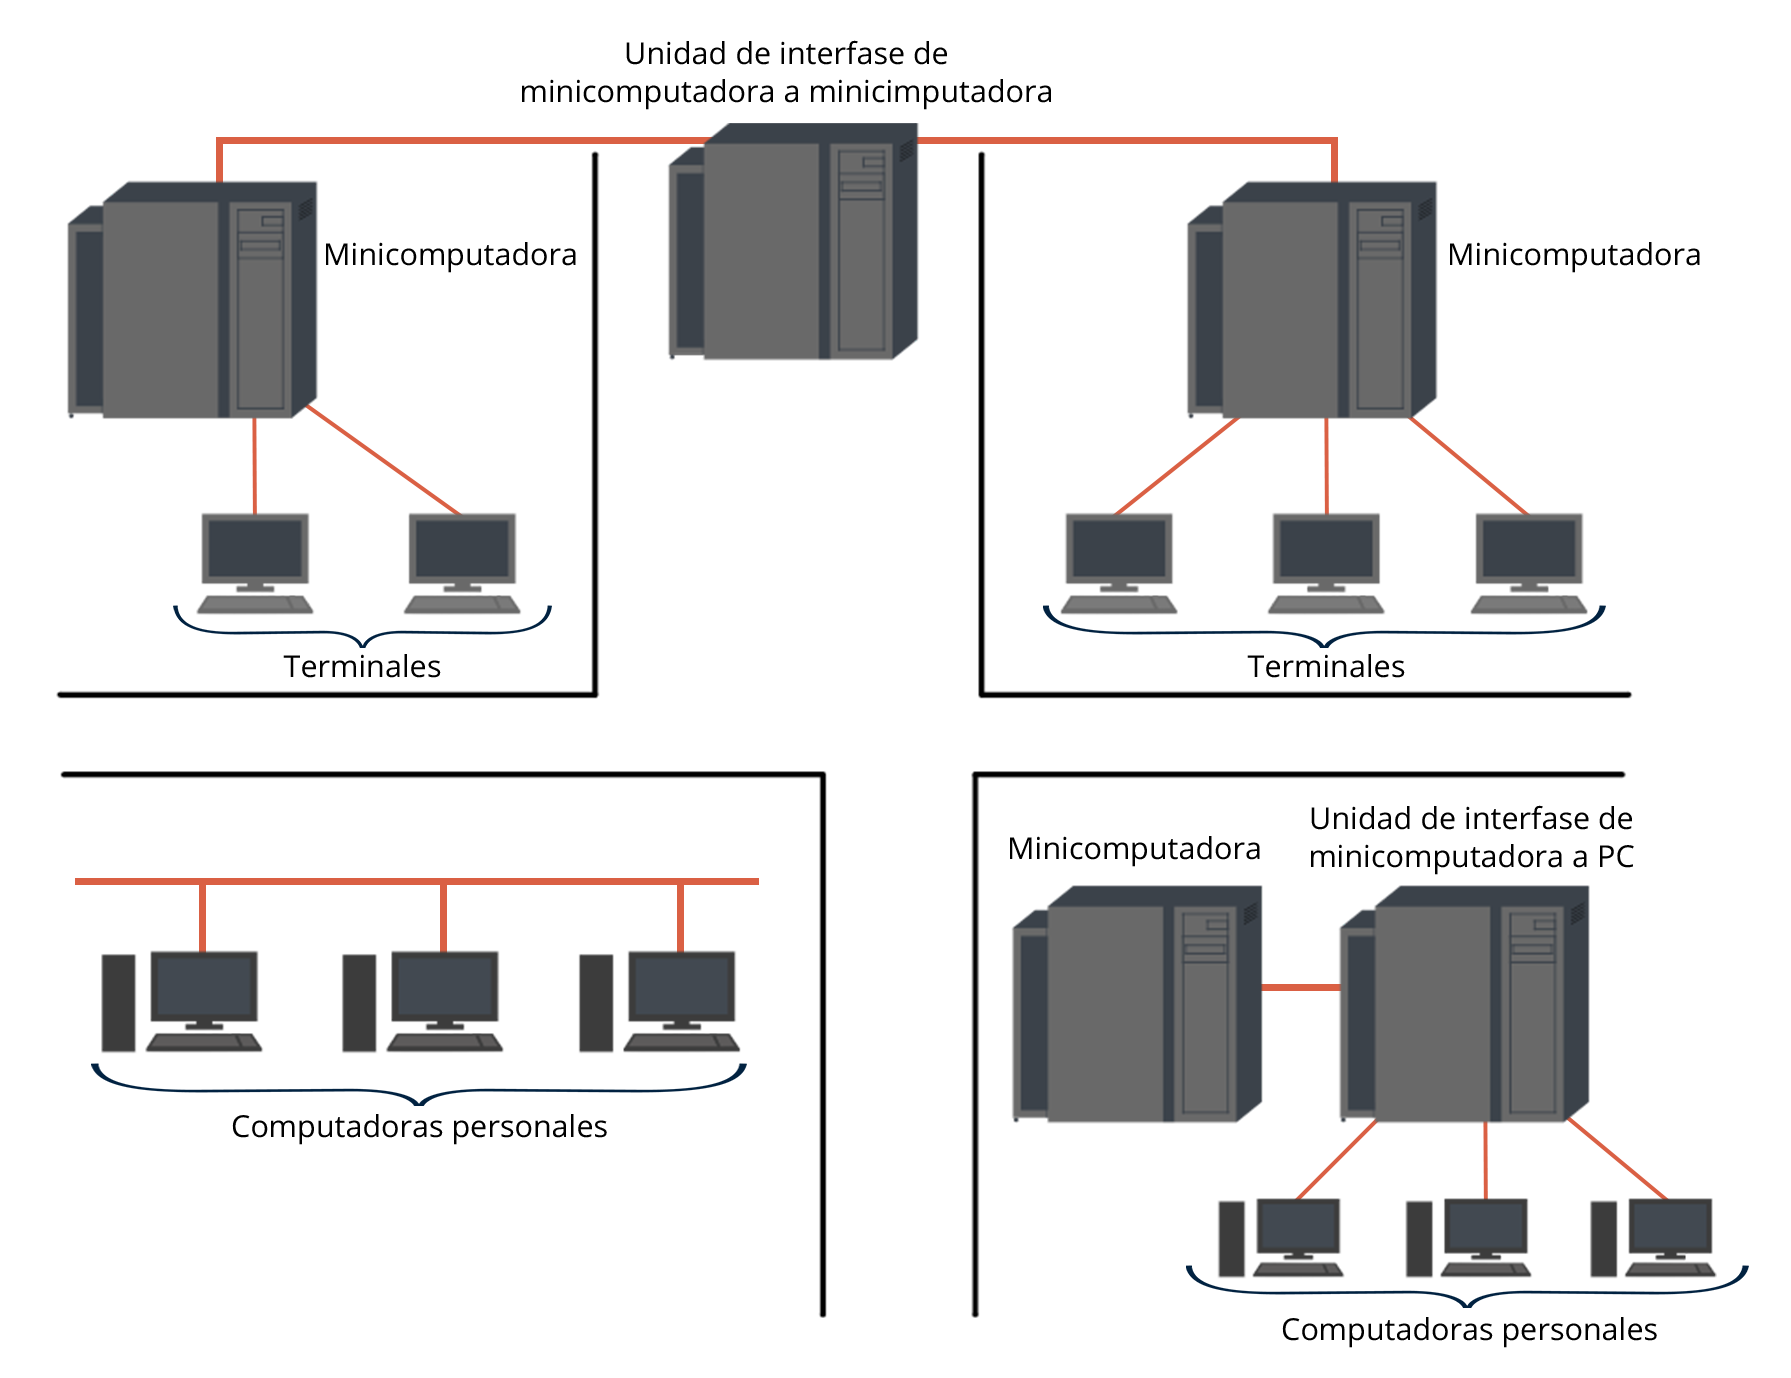 Unidad de interfase de
minicomputadora a minicimputadora
Minicomputadora
Minicomputadora
Terminales
Terminales
Computadoras personales
Minicomputadora
Unidad de interfase de
minicomputadora a PC
Computadoras personales